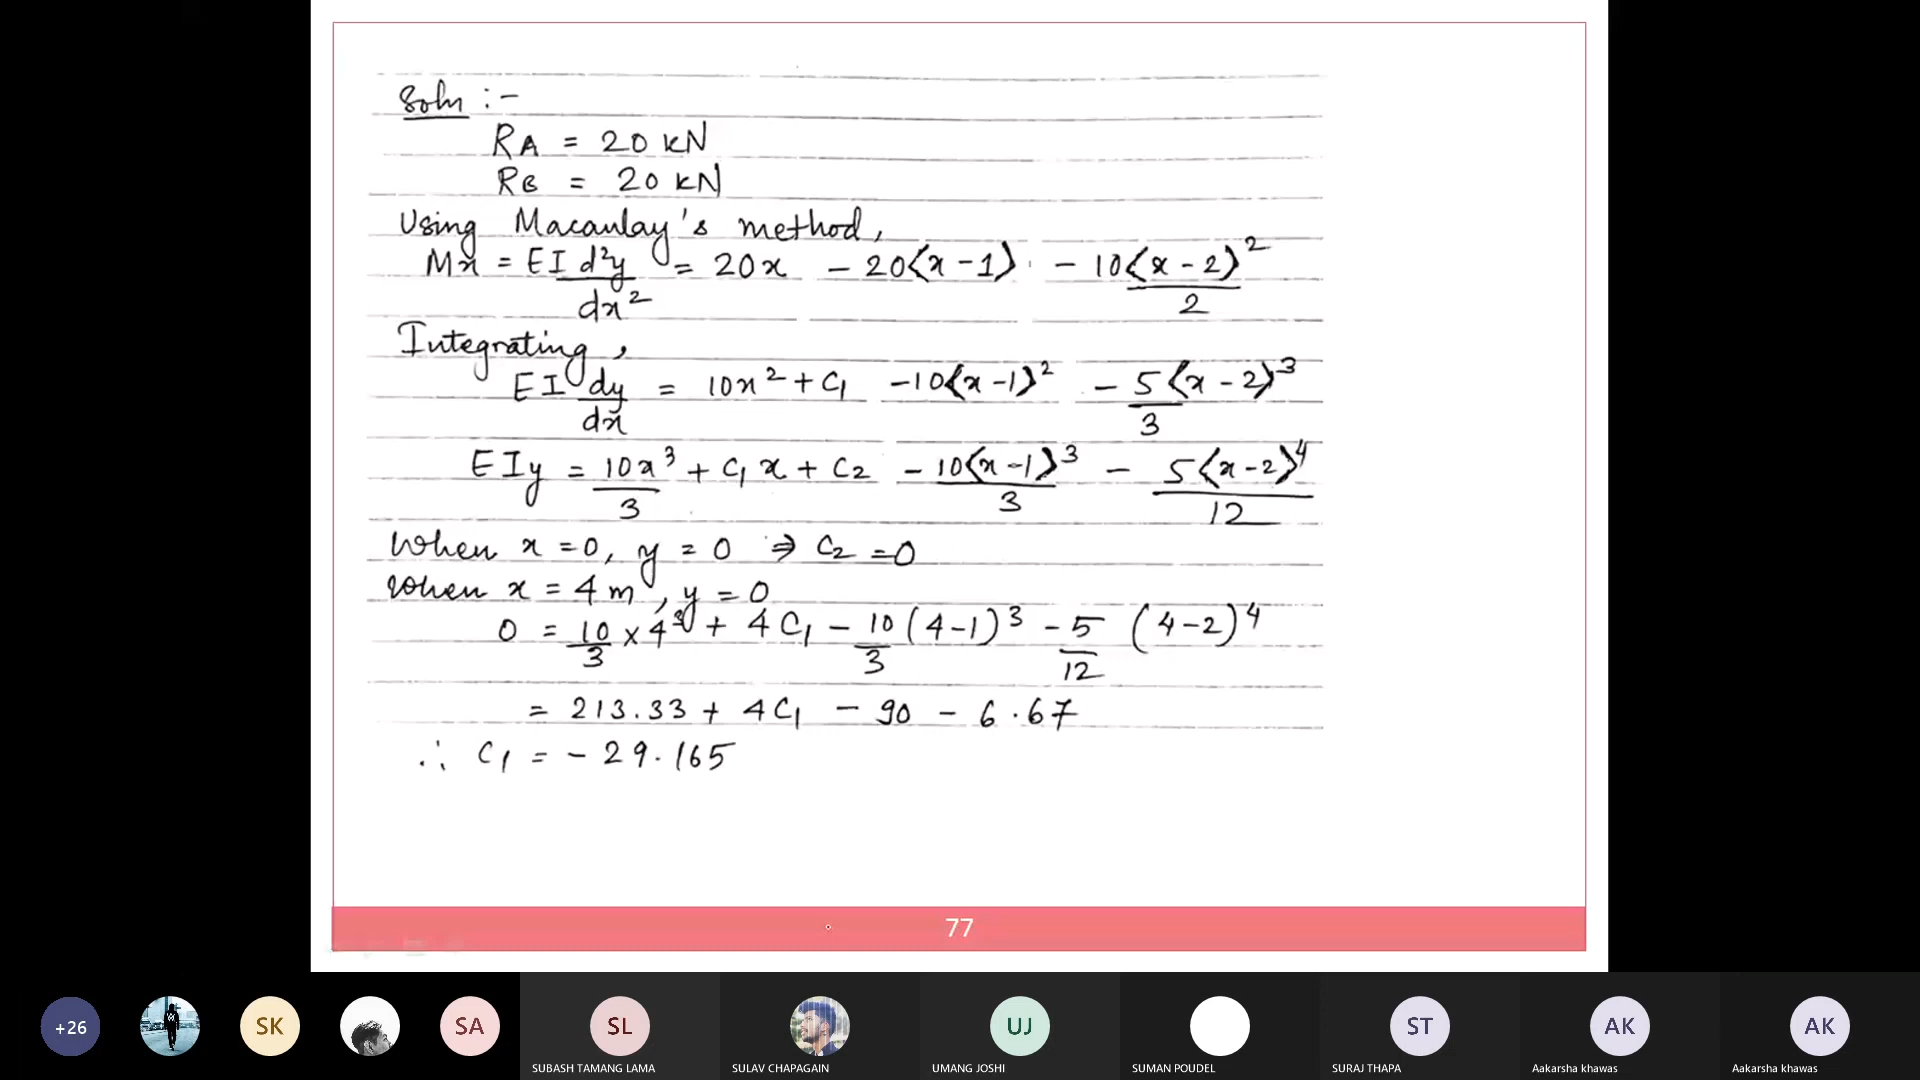 Soln :-
RA = 20 kN
RB = 20 kN
Using Macaulay's method,
Mx = EI d²y/dx² = 20x - 20⟨x-1⟩ - 10⟨x-2⟩²/2
Integrating,
EI dy/dx = 10x² + C₁ -10⟨x-1⟩² - 5/3⟨x-2⟩³
EIy = 10x³/3 + C₁x + C₂ - 10⟨x-1⟩³/3 - 5⟨x-2⟩⁴/12
When x = 0, y = 0 ⇒ C₂ = 0
When x = 4 m, y = 0
0 = 10/3 × 4³ + 4C₁ - 10/3 (4-1)³ - 5/12 (4-2)⁴
= 213.33 + 4C₁ - 90 - 6.67
∴ C₁ = - 29.165
77
+26 SK SA SL UJ ST AK AK
SUBASH TAMANG LAMA SULAV CHAPAGAIN UMANG JOSHI SUMAN POUDEL SURAJ THAPA Aakarsha khawas Aakarsha khawas